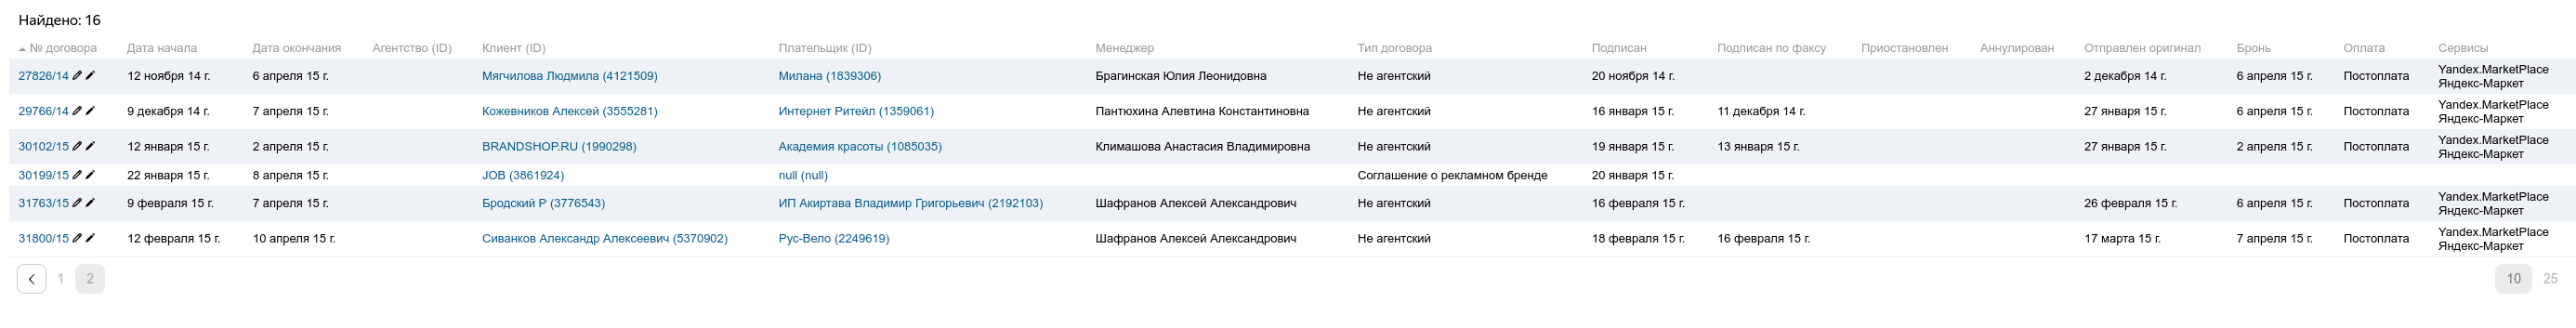 Найдено: 16
№ договора Дата начала Дата окончания Агентство (ID) Клиент (ID) Плательщик (ID) Менеджер Тип договора Подписан Подписан по факсу Приостановлен Аннулирован Отправлен оригинал Бронь Оплата Сервисы
27826/14 12 ноября 14 г. 6 апреля 15 г. Мягчилова Людмила (4121509) Милана (1839306) Брагинская Юлия Леонидовна Не агентский 20 ноября 14 г. 2 декабря 14 г. 6 апреля 15 г. Постоплата Yandex.MarketPlace
Яндекс-Маркет
29766/14 9 декабря 14 г. 7 апреля 15 г. Кожевников Алексей (3555281) Интернет Ритейл (1359061) Пантюхина Алевтина Константиновна Не агентский 16 января 15 г. 11 декабря 14 г. 27 января 15 г. 6 апреля 15 г. Постоплата Yandex.MarketPlace
Яндекс-Маркет
30102/15 12 января 15 г. 2 апреля 15 г. BRANDSHOP.RU (1990298) Академия красоты (1085035) Климашова Анастасия Владимировна Не агентский 19 января 15 г. 13 января 15 г. 27 января 15 г. 2 апреля 15 г. Постоплата Yandex.MarketPlace
Яндекс-Маркет
30199/15 22 января 15 г. 8 апреля 15 г. JOB (3861924) null (null) Соглашение о рекламном бренде 20 января 15 г.
31763/15 9 февраля 15 г. 7 апреля 15 г. Бродский Р (3776543) ИП Акиртава Владимир Григорьевич (2192103) Шафранов Алексей Александрович Не агентский 16 февраля 15 г. 26 февраля 15 г. 6 апреля 15 г. Постоплата Yandex.MarketPlace
Яндекс-Маркет
31800/15 12 февраля 15 г. 10 апреля 15 г. Сиванков Александр Алексеевич (5370902) Рус-Вело (2249619) Шафранов Алексей Александрович Не агентский 18 февраля 15 г. 16 февраля 15 г. 17 марта 15 г. 7 апреля 15 г. Постоплата Yandex.MarketPlace
Яндекс-Маркет
1 2 10 25